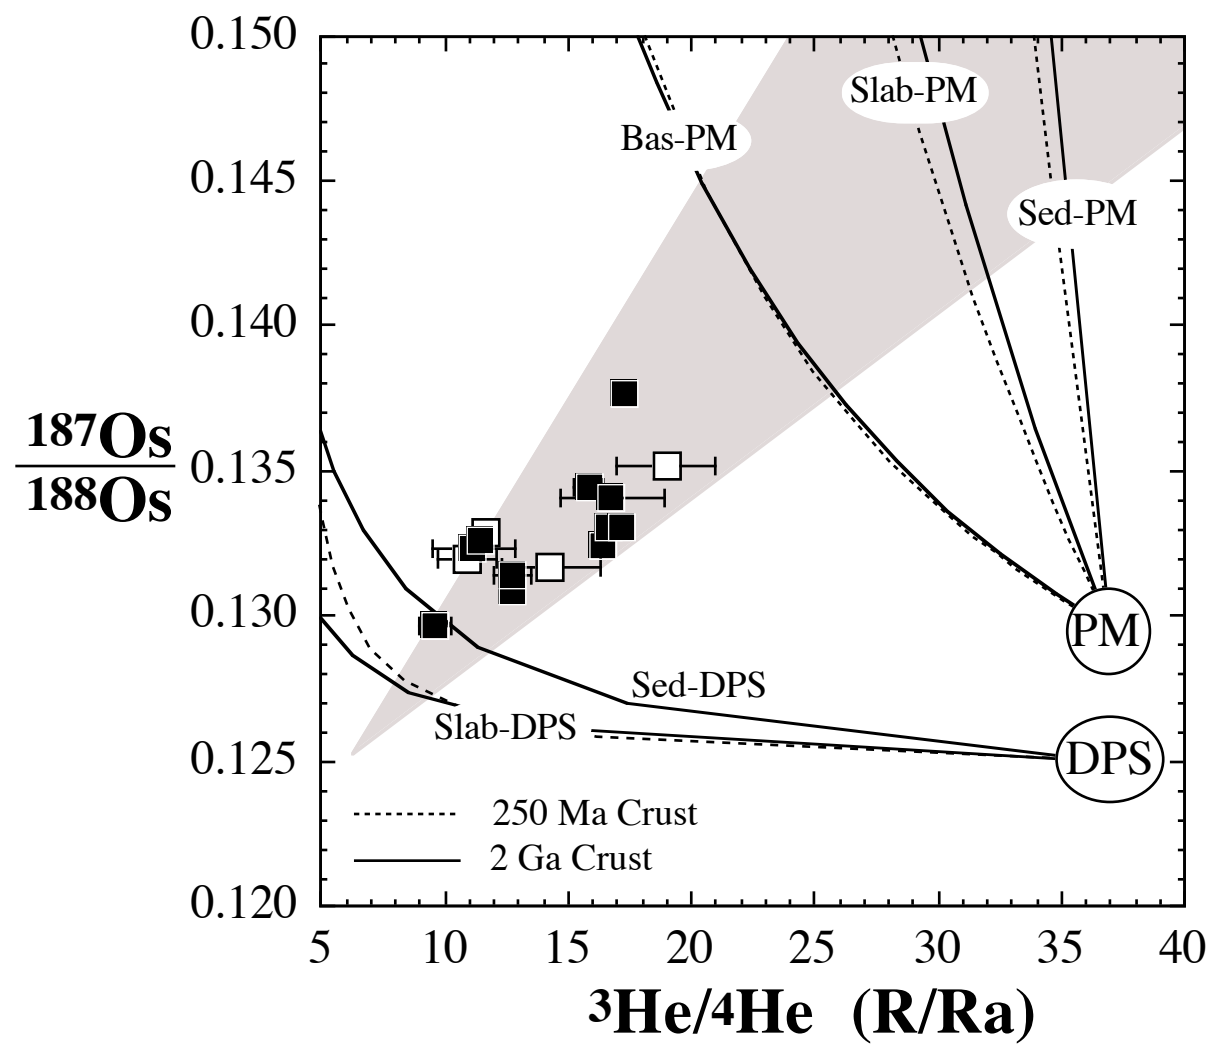 0.150
Slab-PM
Bas-PM
0.145
Sed-PM
0.140
187Os
188Os
0.135
0.130
PM
Sed-DPS
Slab-DPS
0.125
DPS
250 Ma Crust
2 Ga Crust
0.120
5 10 15 20 25 30 35 40
3He/4He (R/Ra)